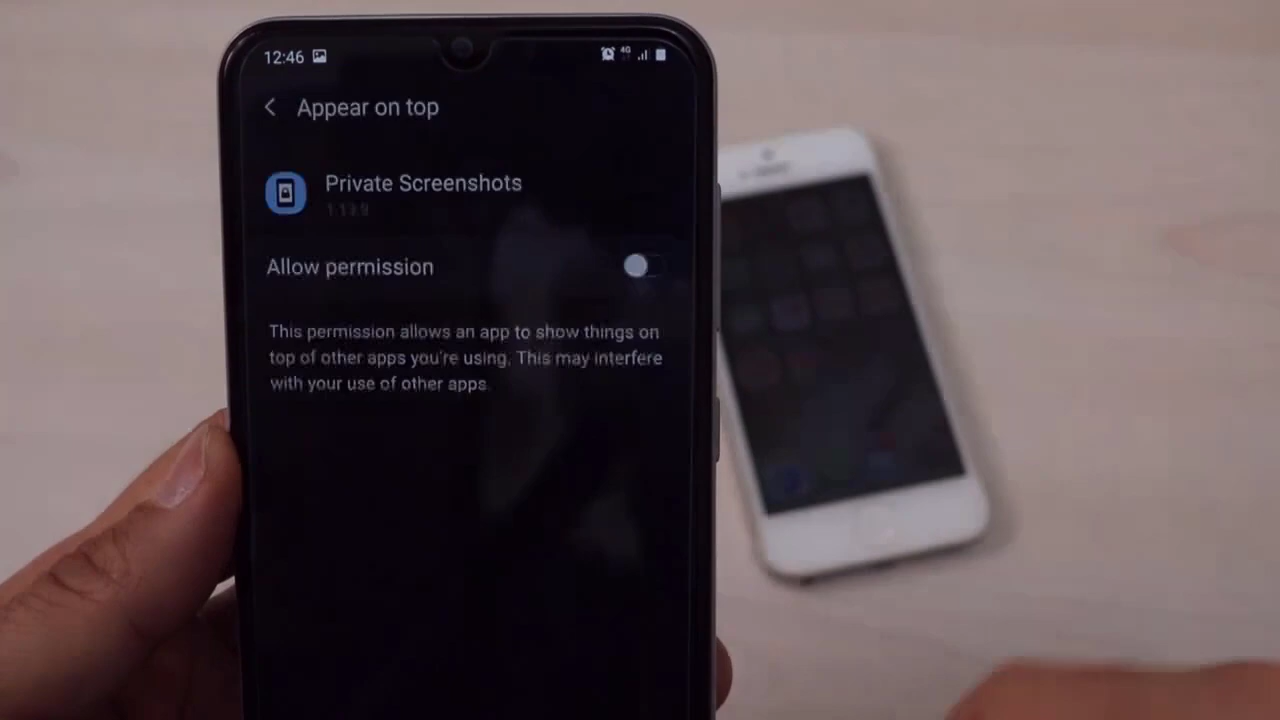 12:46
4G
Appear on top
Private Screenshots
Allow permission
This permission allows an app to show things on
top of other apps you're using. This may interfere
with your use of other apps.